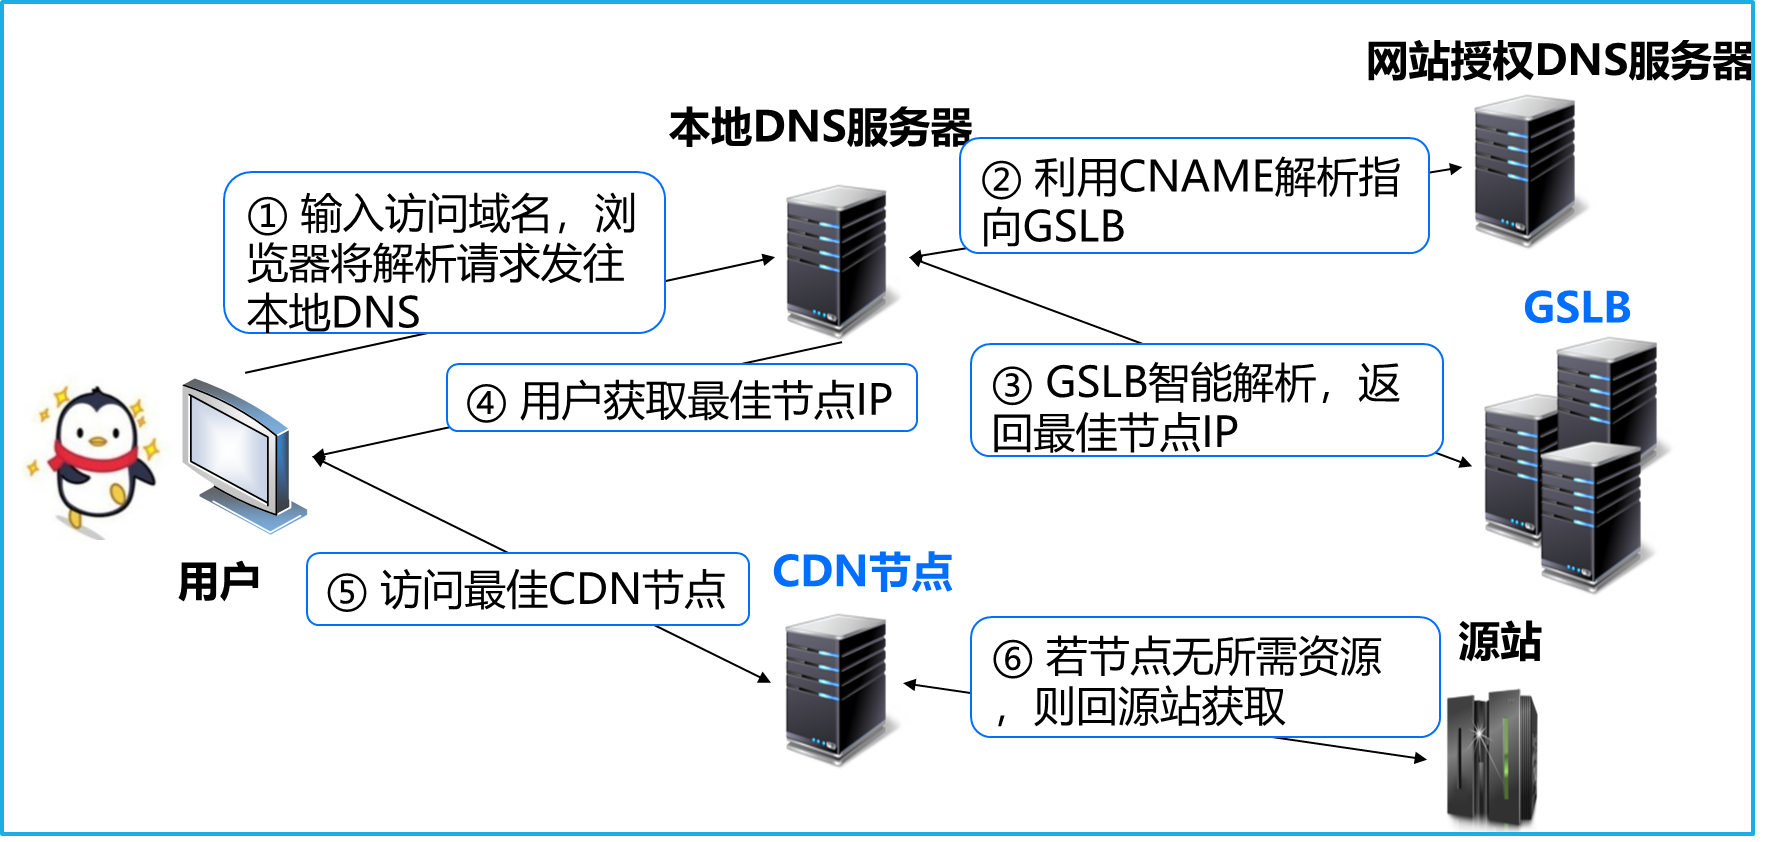 网站授权DNS服务器
本地DNS服务器
① 输入访问域名，浏
览器将解析请求发往
本地DNS
② 利用CNAME解析指
向GSLB
GSLB
③ GSLB智能解析，返
回最佳节点IP
④ 用户获取最佳节点IP
用户
⑤ 访问最佳CDN节点
CDN节点
⑥ 若节点无所需资源
，则回源站获取
源站